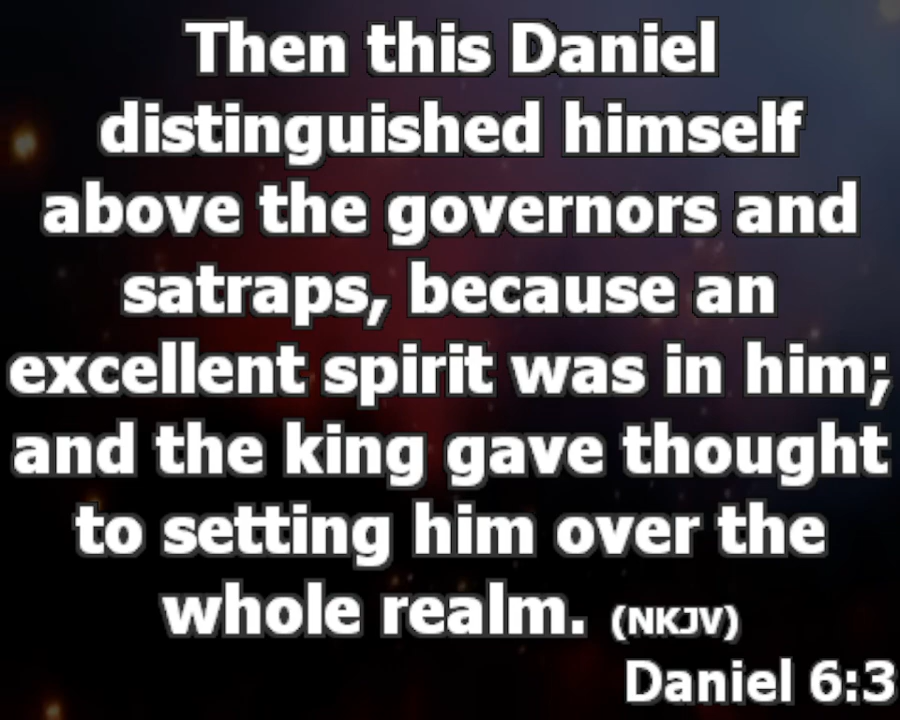 Then this Daniel
distinguished himself
above the governors and
satraps, because an
excellent spirit was in him;
and the king gave thought
to setting him over the
whole realm. (NKJV)
Daniel 6:3